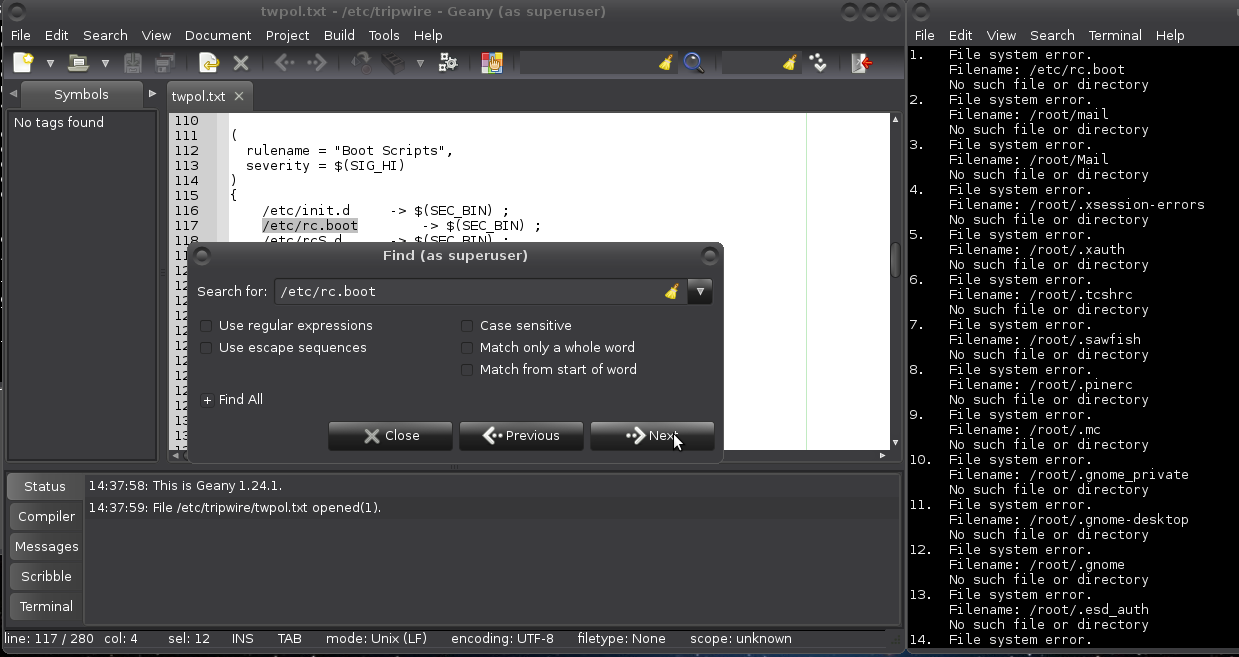 twpol.txt - /etc/tripwire - Geany (as superuser)
File Edit Search View Document Project Build Tools Help
Symbols
twpol.txt
No tags found
110
111 (
112 rulename = "Boot Scripts",
113 severity = $(SIG_HI)
114 )
115 {
116 /etc/init.d -> $(SEC_BIN) ;
117 /etc/rc.boot -> $(SEC_BIN) ;
118 /etc/rcS.d -> $(SEC_BIN) ;
Find (as superuser)
Search for: /etc/rc.boot
Use regular expressions
Case sensitive
Use escape sequences
Match only a whole word
Match from start of word
+ Find All
Close Previous Next
Status
Compiler
Messages
Scribble
Terminal
14:37:58: This is Geany 1.24.1.
14:37:59: File /etc/tripwire/twpol.txt opened(1).
line: 117 / 280 col: 4 sel: 12 INS TAB mode: Unix (LF) encoding: UTF-8 filetype: None scope: unknown
File Edit View Search Terminal Help
1. File system error.
Filename: /etc/rc.boot
No such file or directory
2. File system error.
Filename: /root/mail
No such file or directory
3. File system error.
Filename: /root/Mail
No such file or directory
4. File system error.
Filename: /root/.xsession-errors
No such file or directory
5. File system error.
Filename: /root/.xauth
No such file or directory
6. File system error.
Filename: /root/.tcshrc
No such file or directory
7. File system error.
Filename: /root/.sawfish
No such file or directory
8. File system error.
Filename: /root/.pinerc
No such file or directory
9. File system error.
Filename: /root/.mc
No such file or directory
10. File system error.
Filename: /root/.gnome_private
No such file or directory
11. File system error.
Filename: /root/.gnome-desktop
No such file or directory
12. File system error.
Filename: /root/.gnome
No such file or directory
13. File system error.
Filename: /root/.esd_auth
No such file or directory
14. File system error.